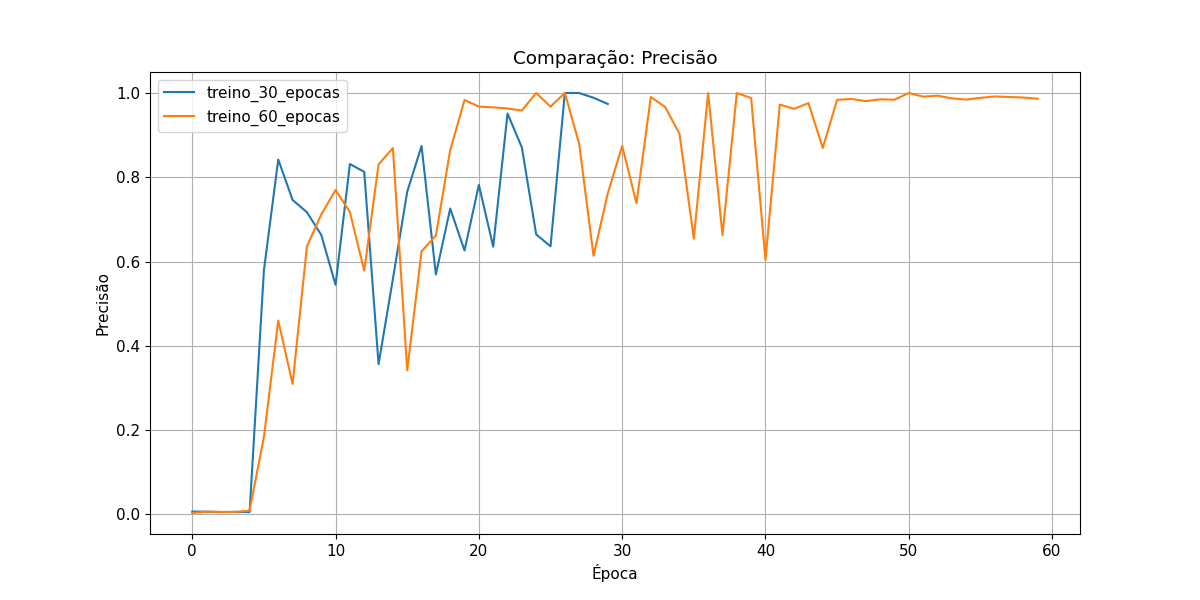 Comparação: Precisão
treino_30_epocas
treino_60_epocas
1.0
0.8
0.6
0.4
0.2
0.0
Precisão
0 10 20 30 40 50 60
Época